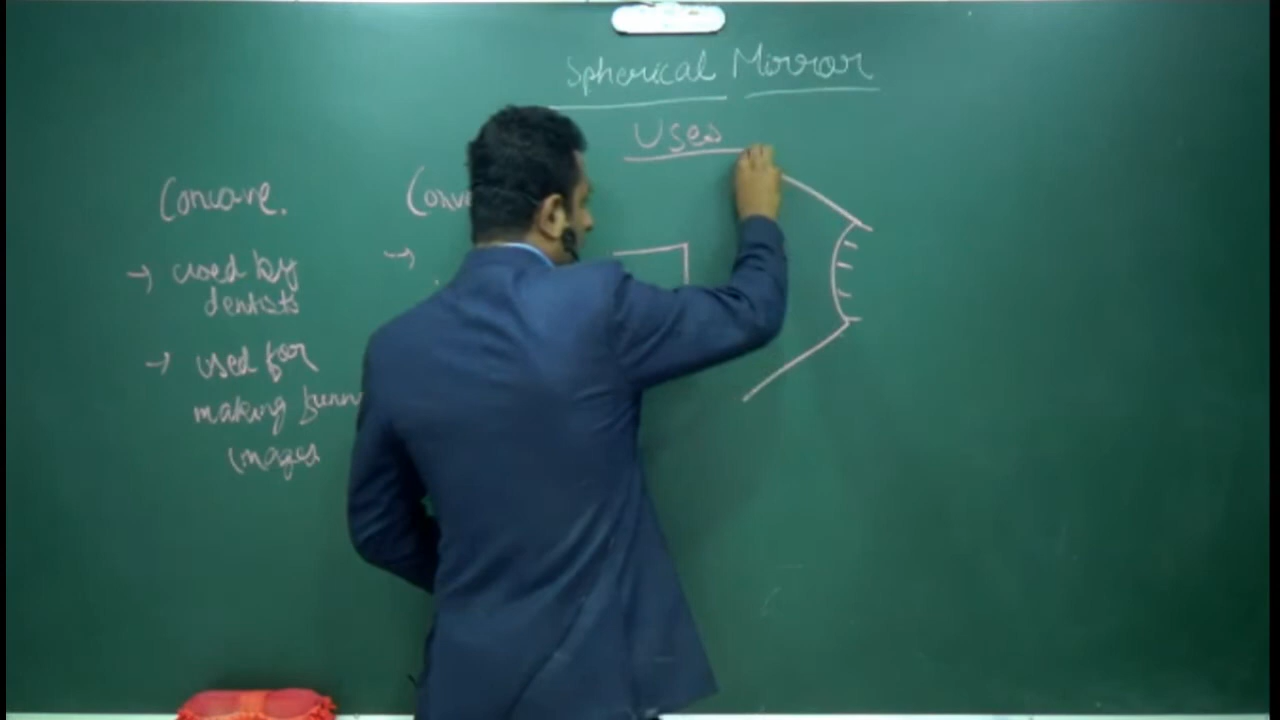 Spherical Mirror
Uses
Concave.
→ used by
dentists
→ used for
making
images
→